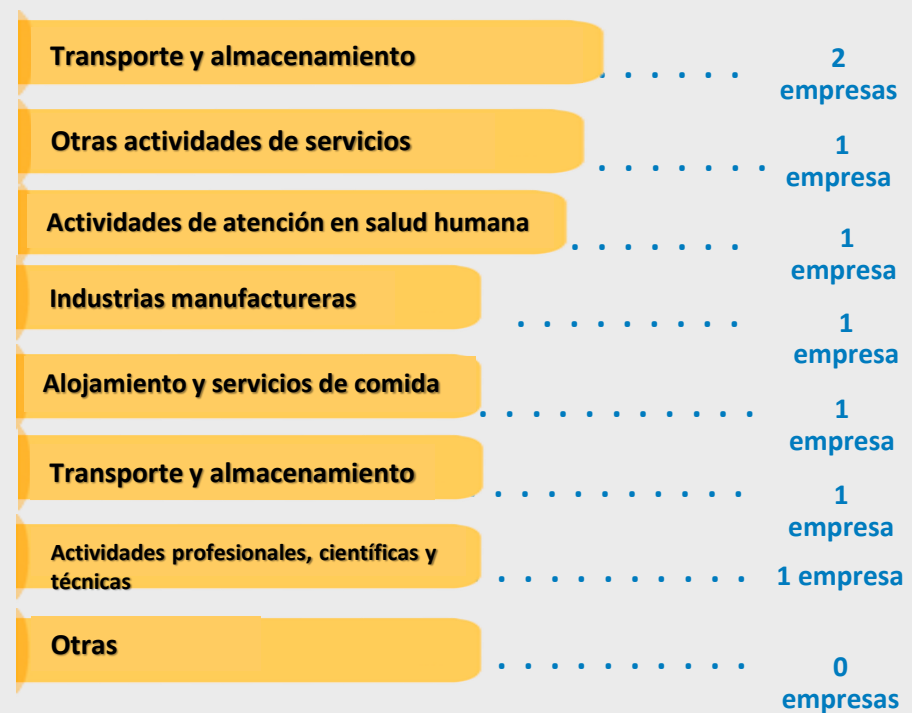 Transporte y almacenamiento
2
empresas
Otras actividades de servicios
1
empresa
Actividades de atención en salud humana
1
empresa
Industrias manufactureras
1
empresa
Alojamiento y servicios de comida
1
empresa
Transporte y almacenamiento
1
empresa
Actividades profesionales, científicas y
técnicas
1 empresa
Otras
0
empresas